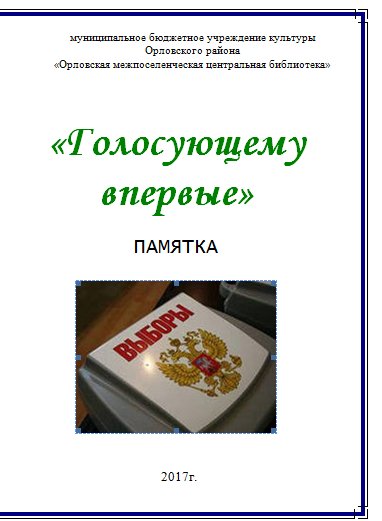 муниципальное бюджетное учреждение культуры
Орловского района
«Орловская межпоселенческая центральная библиотека»
«Голосующему
впервые»
ПАМЯТКА
ВЫБОРЫ
2017г.